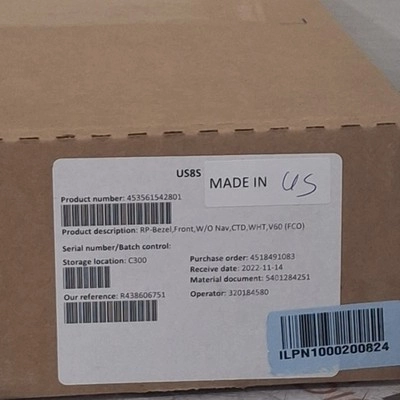 US8S
MADE IN US
Product number: 453561542801
Product description: RP-Bezel,Front,W/O Nav,CTD,WHT,V60 (FCO)
Serial number/Batch control:
Storage location: C300
Purchase order: 4518491083
Receive date: 2022-11-14
Material document: 5401284251
Our reference: R438606751
Operator: 320184580
ILPN1000200824